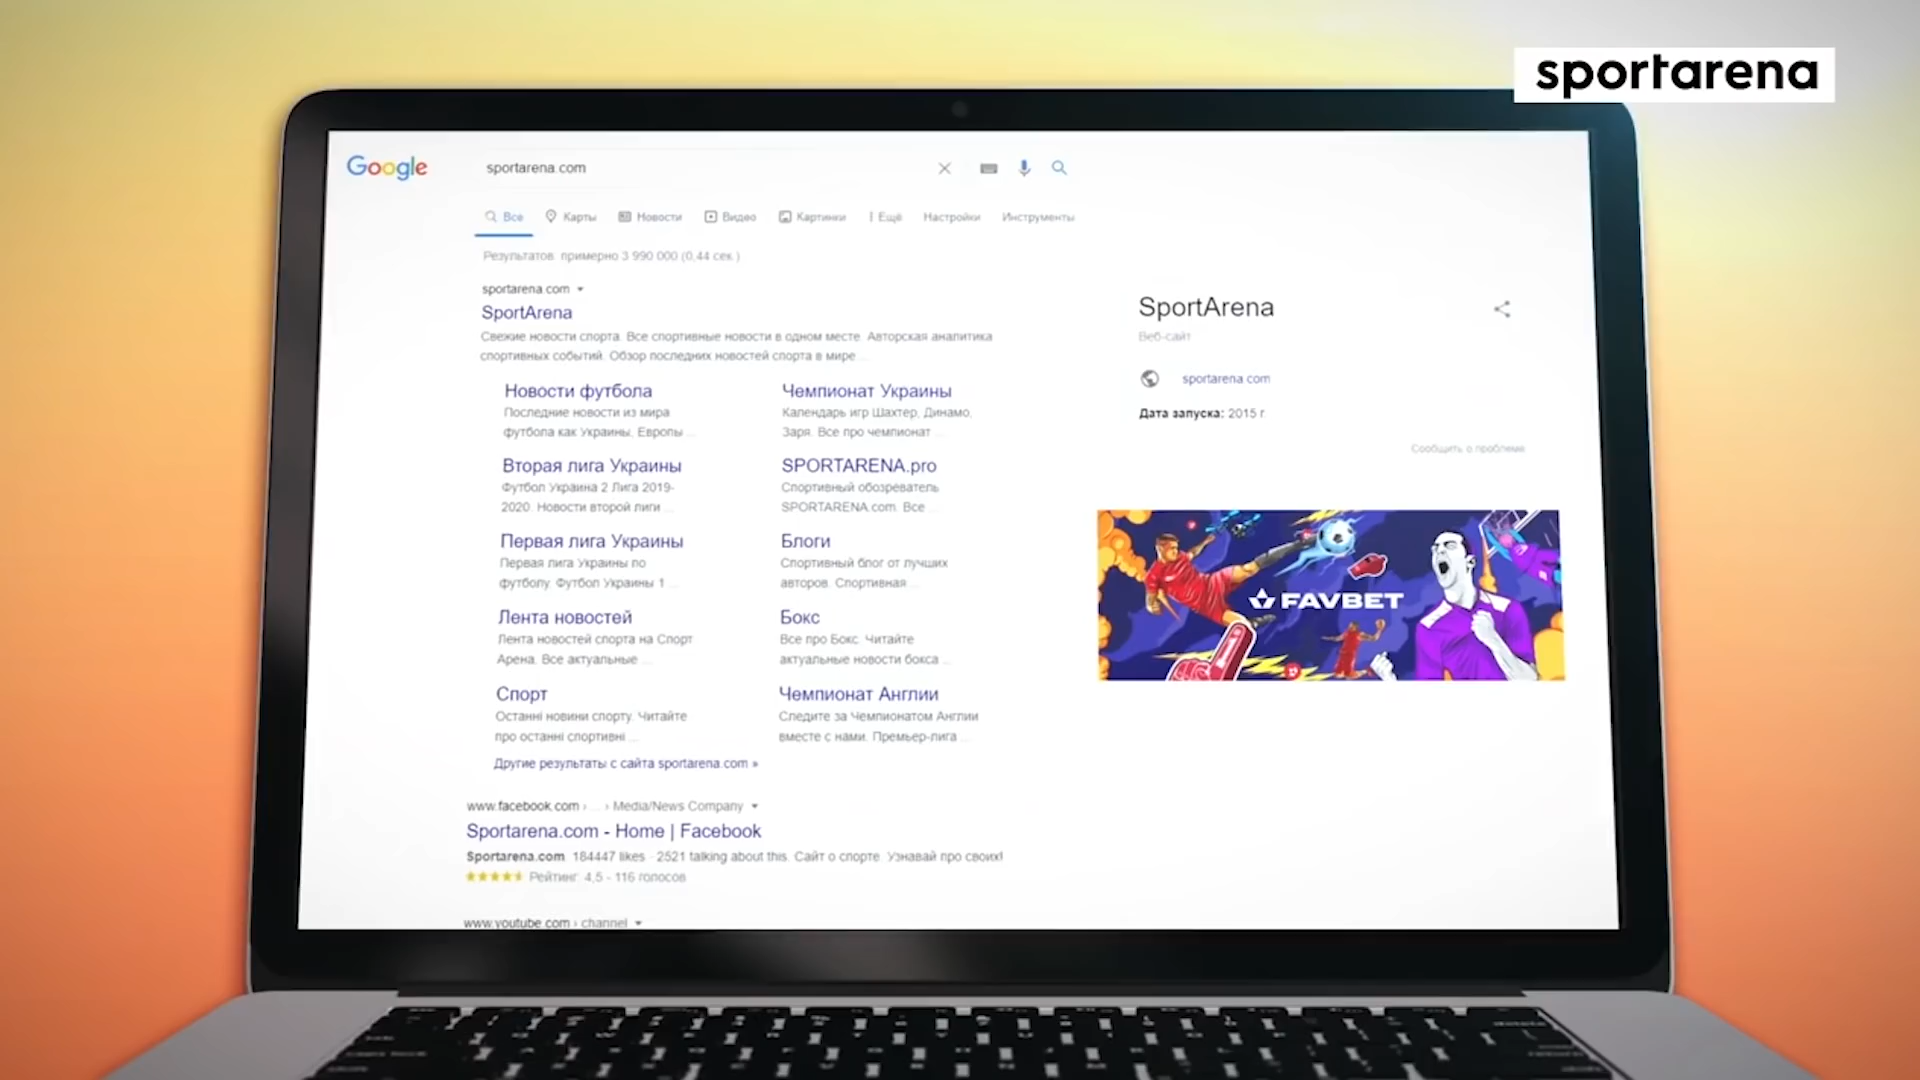 sportarena
Google
sportarena.com
Все Карты Новости Видео Картинки Ещё Настройки Инструменты
Результатов: примерно 3 990 000 (0,44 сек.)
sportarena.com
SportArena
Свежие новости спорта. Все спортивные новости в одном месте. Авторская аналитика
спортивных событий. Обзор последних новостей спорта в мире ...
Новости футбола
Последние новости из мира
футбола как Украины, Европы ...
Чемпионат Украины
Календарь игр Шахтер, Динамо,
Заря. Все про чемпионат ...
Вторая лига Украины
Футбол Украина 2 Лига 2019-
2020. Новости второй лиги ...
SPORTARENA.pro
Спортивный обозреватель
SPORTARENA.com. Все ...
Первая лига Украины
Первая лига Украины по
футболу. Футбол Украины 1 ...
Блоги
Спортивный блог от лучших
авторов. Спортивная ...
Лента новостей
Лента новостей спорта на Спорт
Арена. Все актуальные ...
Бокс
Все про Бокс. Читайте
актуальные новости бокса ...
Спорт
Останні новини спорту. Читайте
про останні спортивні ...
Чемпионат Англии
Следите за Чемпионатом Англии
вместе с нами. Премьер-лига ...
Другие результаты с сайта sportarena.com »
www.facebook.com › ... › Media/News Company
Sportarena.com - Home | Facebook
Sportarena.com. 184447 likes · 2521 talking about this. Сайт о спорте. Узнавай про своих!
Рейтинг: 4,5 - 116 голосов
www.youtube.com › channel
SportArena
Веб-сайт
sportarena.com
Дата запуска: 2015 г.
Сообщить о проблеме
FAVBET